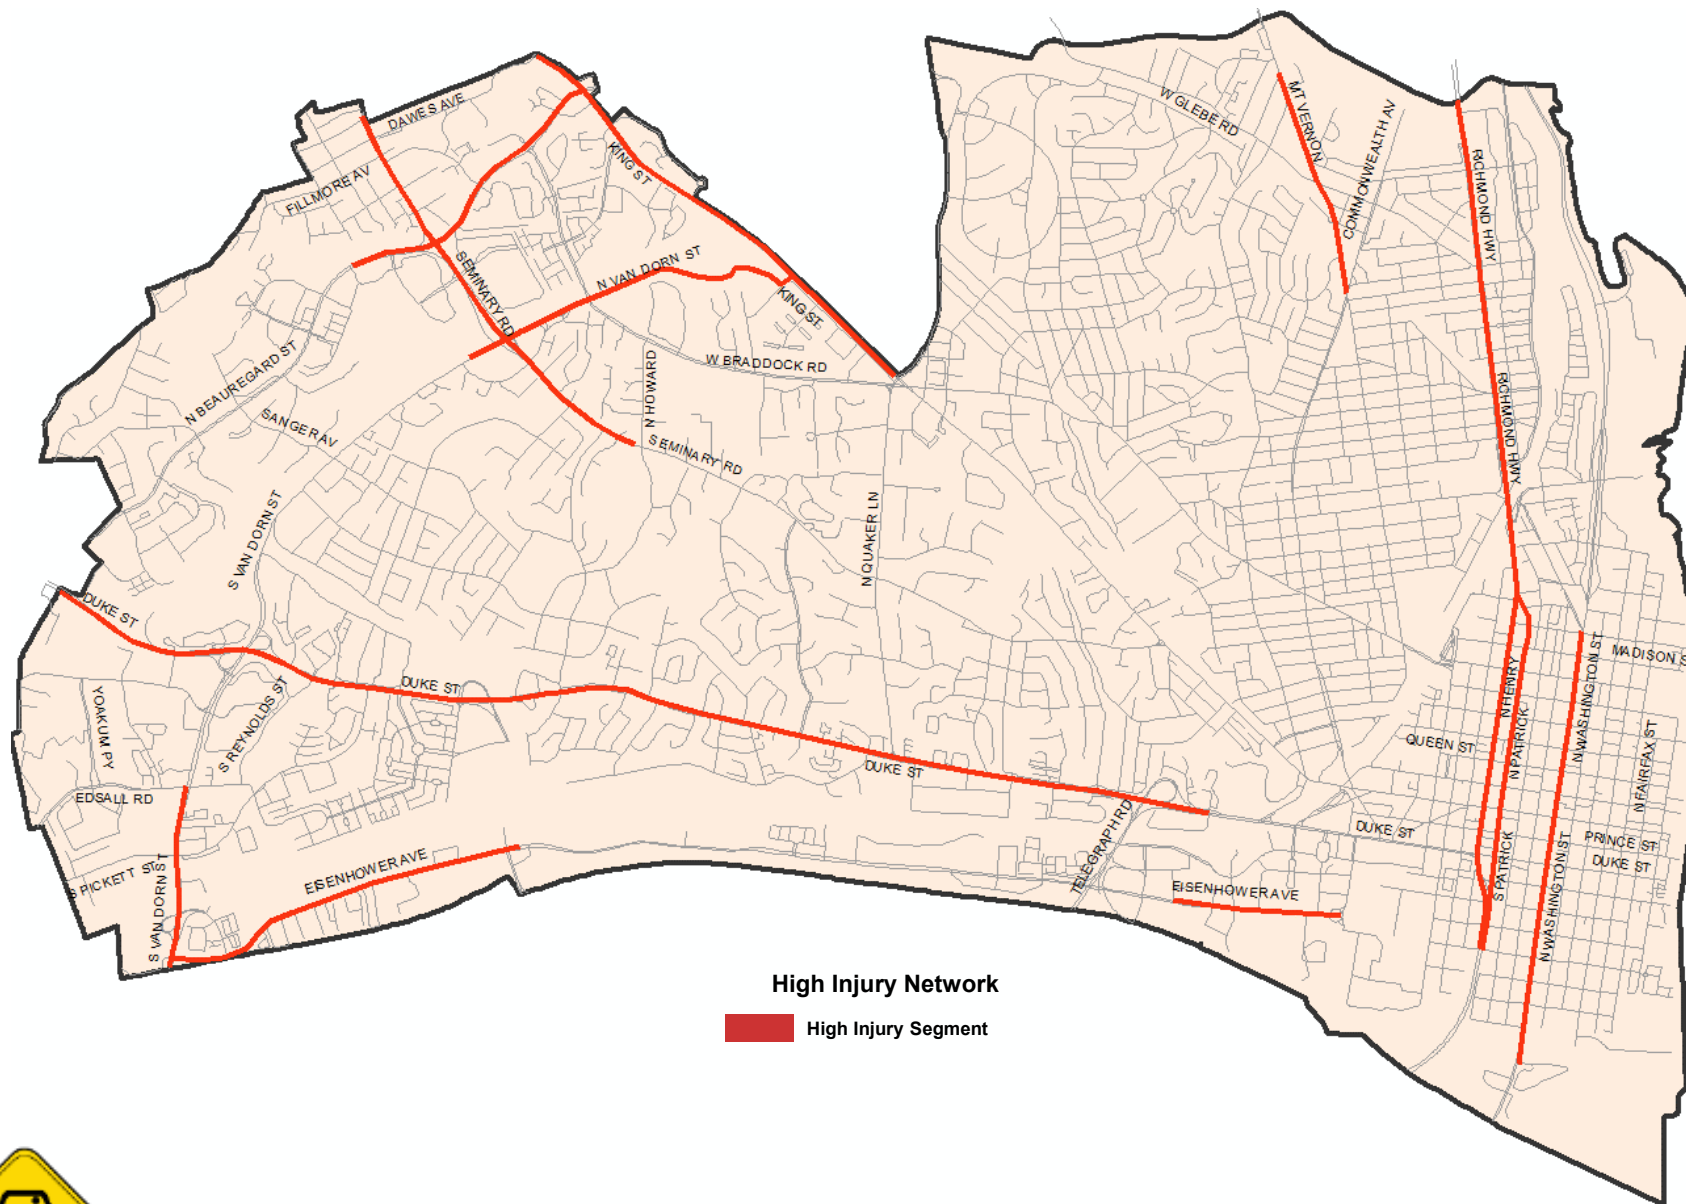 DAWES AVE
FILLMORE AV
KING ST
W GLEBE RD
MT VERNON
COMMONWEALTH AV
RICHMOND HWY
SEMINARY RD
N VAN DORN ST
KING ST
N BEAUREGARD ST
SANGER AV
N HOWARD
W BRADDOCK RD
SEMINARY RD
RICHMOND HWY
S VAN DORN ST
N QUAKER LN
DUKE ST
DUKE ST
YOAKUM PY
S REYNOLDS ST
EDSALL RD
DUKE ST
N HENRY
N PATRICK
N WASHINGTON ST
MADISON S
QUEEN ST
N FAIRFAX ST
TELEGRAPH RD
DUKE ST
PRINCE ST
DUKE ST
S PICKETT ST
S VAN DORN ST
EISENHOWER AVE
EISENHOWER AVE
S PATRICK
N WASHINGTON ST
High Injury Network
High Injury Segment